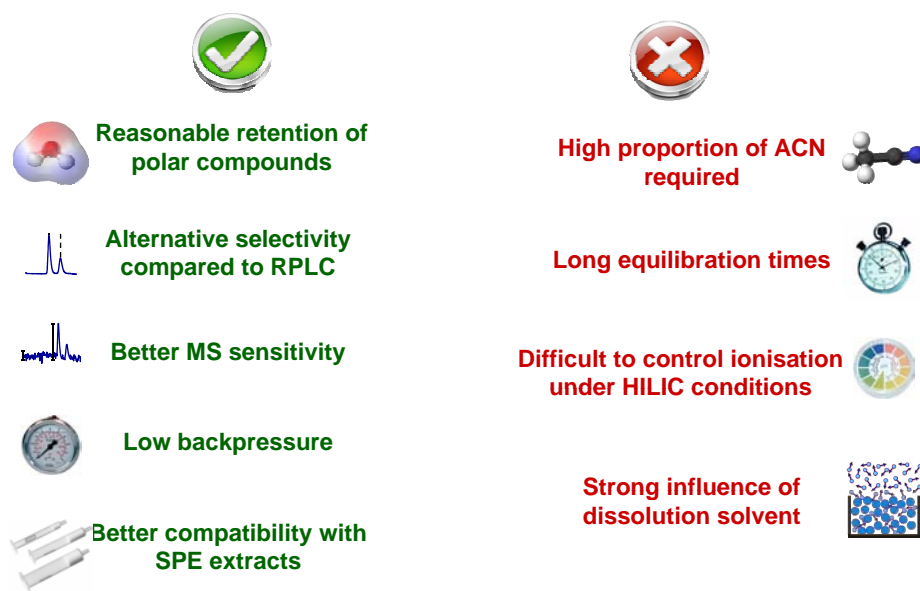 Reasonable retention of
polar compounds
Alternative selectivity
compared to RPLC
Better MS sensitivity
Low backpressure
Better compatibility with
SPE extracts
High proportion of ACN
required
Long equilibration times
Difficult to control ionisation
under HILIC conditions
Strong influence of
dissolution solvent